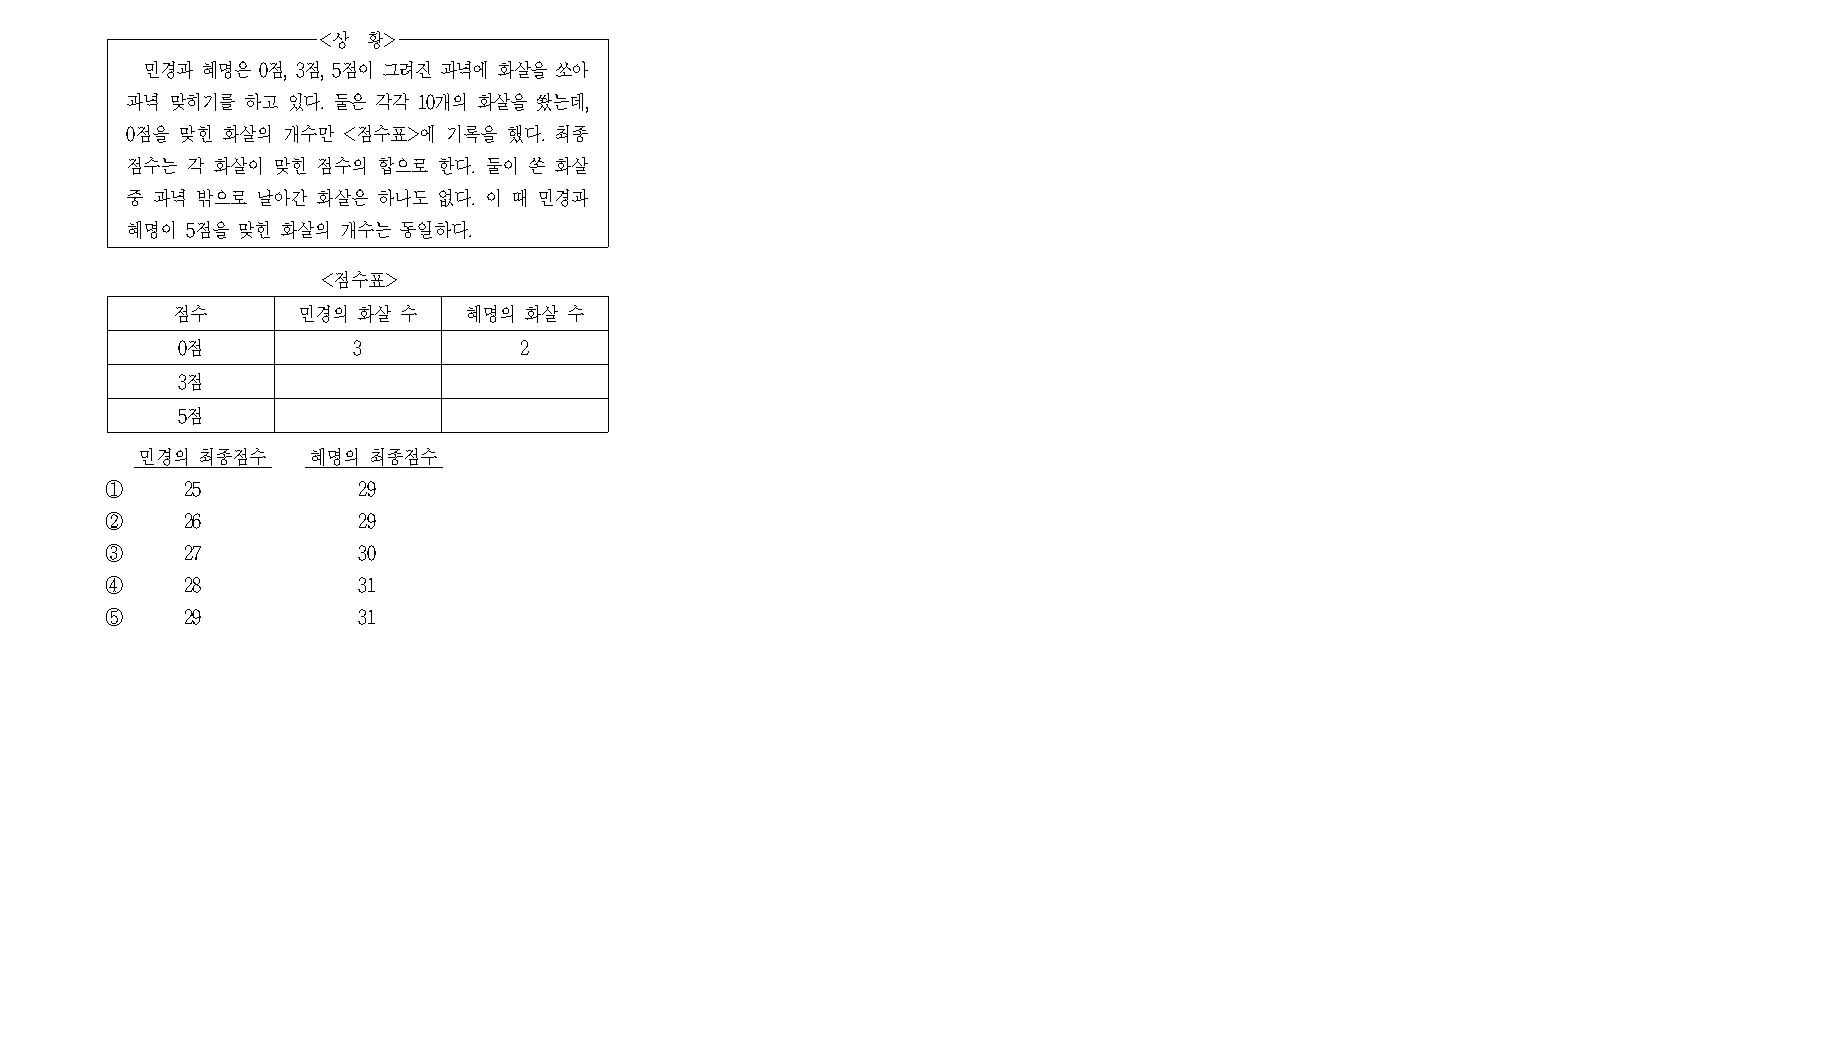 <상 황>
민경과 혜명은 0점, 3점, 5점이 그려진 과녁에 화살을 쏘아
과녁 맞히기를 하고 있다. 둘은 각각 10개의 화살을 쐈는데,
0점을 맞힌 화살의 개수만 <점수표>에 기록을 했다. 최종
점수는 각 화살이 맞힌 점수의 합으로 한다. 둘이 쏜 화살
중 과녁 밖으로 날아간 화살은 하나도 없다. 이 때 민경과
혜명이 5점을 맞힌 화살의 개수는 동일하다.
<점수표>
점수 민경의 화살 수 혜명의 화살 수
0점 3 2
3점
5점
민경의 최종점수 혜명의 최종점수
① 25 29
② 26 29
③ 27 30
④ 28 31
⑤ 29 31